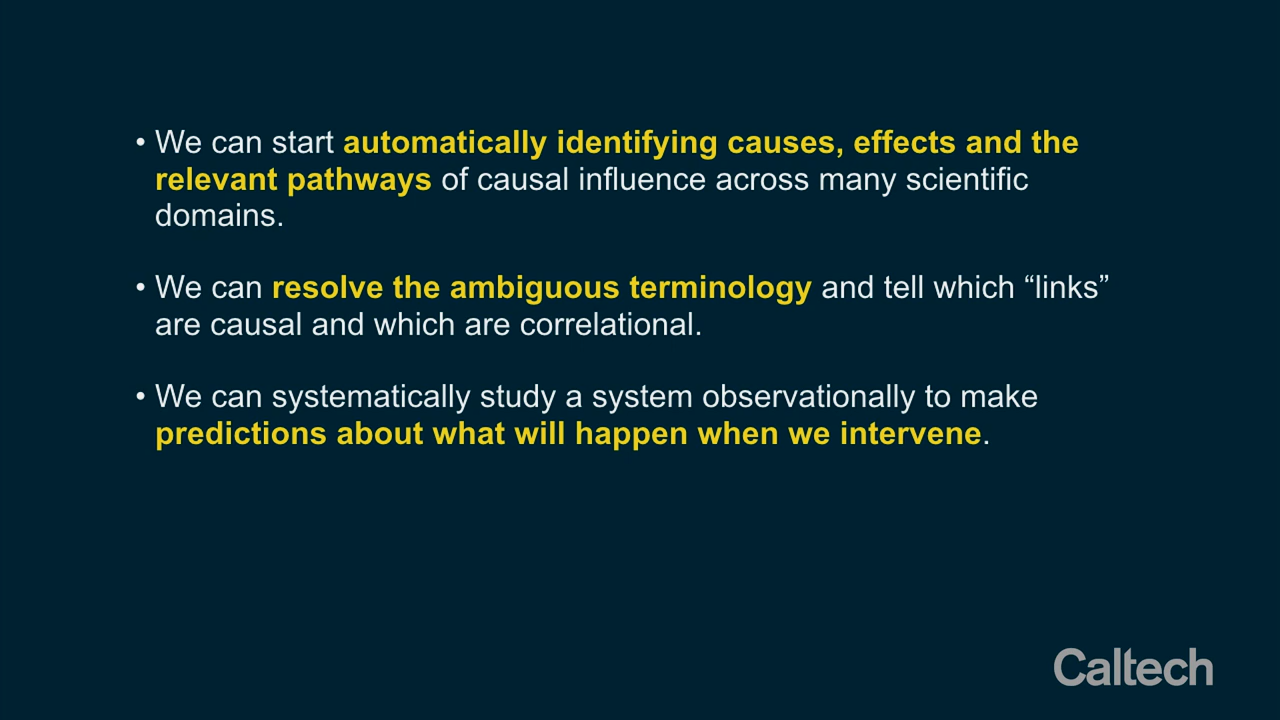 • We can start automatically identifying causes, effects and the
relevant pathways of causal influence across many scientific
domains.
• We can resolve the ambiguous terminology and tell which “links”
are causal and which are correlational.
• We can systematically study a system observationally to make
predictions about what will happen when we intervene.
Caltech